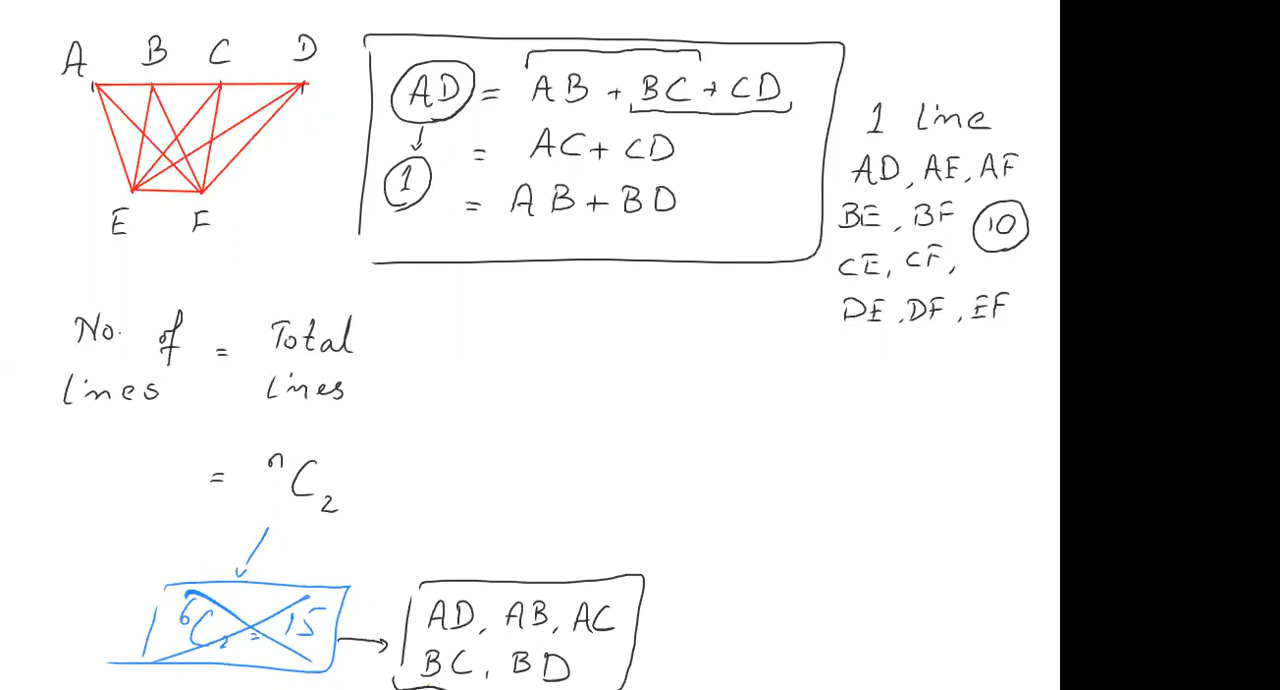 A B C D
E F
AD = AB + BC + CD
= AC + CD
1 = AB + BD
1 line
AD, AE, AF
BE, BF 10
CE, CF,
DE, DF, EF
No. of = Total
lines lines
= ⁿC₂
⁶C₂ = 15
AD, AB, AC
BC, BD